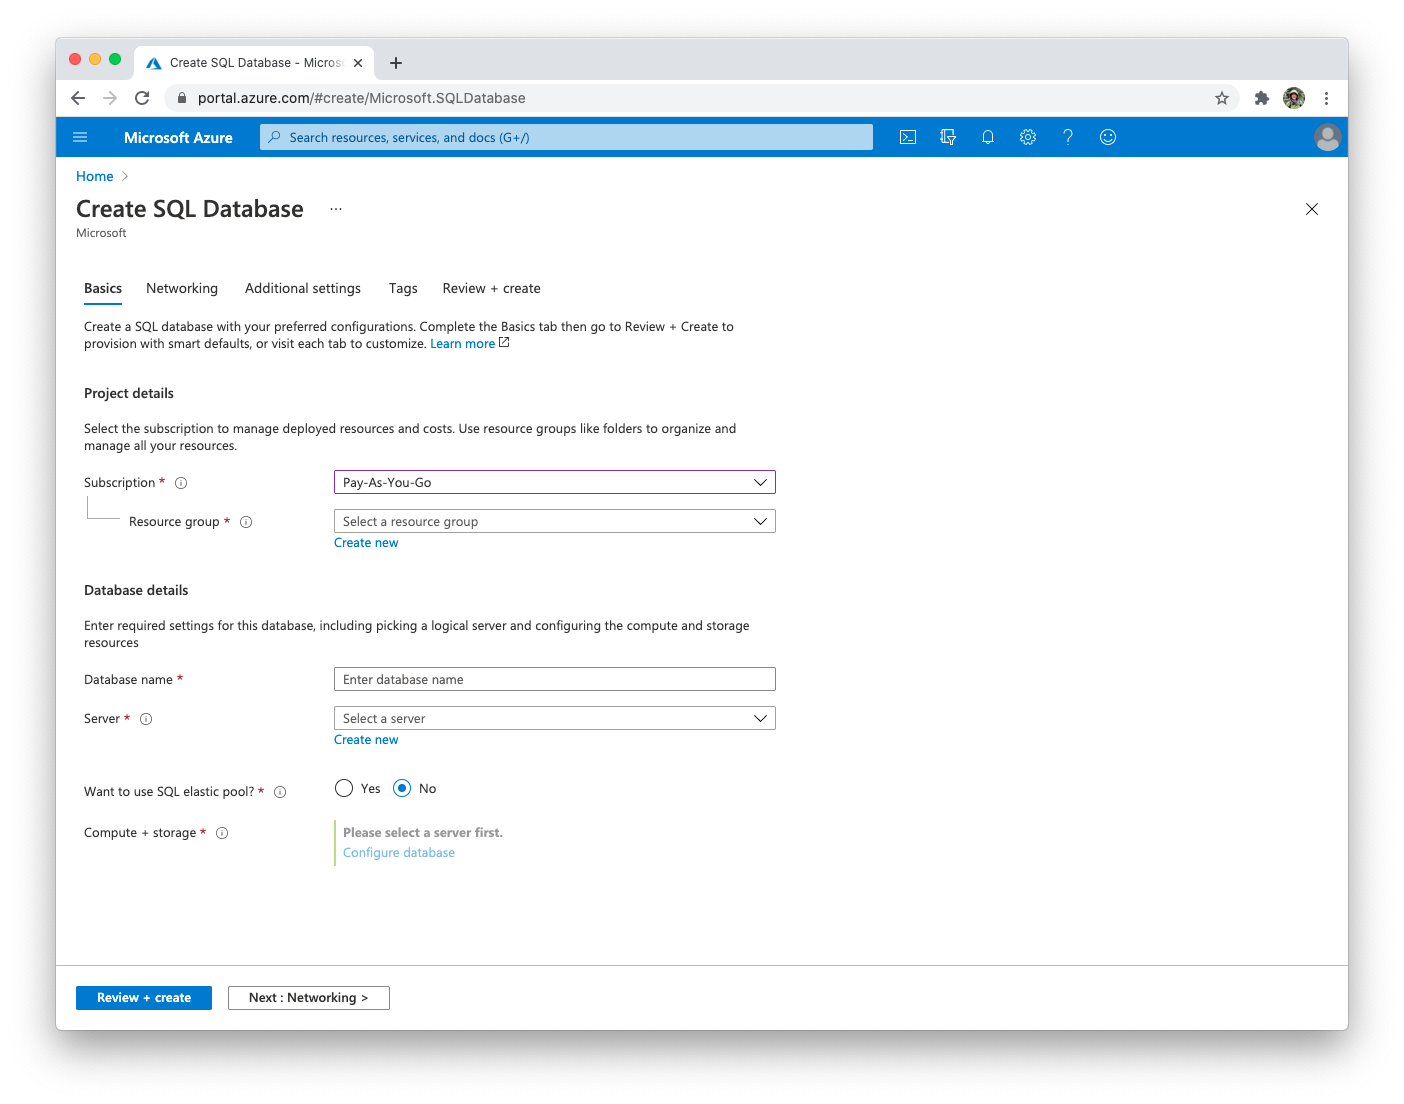 Create SQL Database - Micros
portal.azure.com/#create/Microsoft.SQLDatabase
Microsoft Azure
Search resources, services, and docs (G+/)
Home
Create SQL Database
...
Microsoft
Basics Networking Additional settings Tags Review + create
Create a SQL database with your preferred configurations. Complete the Basics tab then go to Review + Create to
provision with smart defaults, or visit each tab to customize. Learn more
Project details
Select the subscription to manage deployed resources and costs. Use resource groups like folders to organize and
manage all your resources.
Subscription * Pay-As-You-Go
Resource group * Select a resource group
Create new
Database details
Enter required settings for this database, including picking a logical server and configuring the compute and storage
resources
Database name * Enter database name
Server * Select a server
Create new
Want to use SQL elastic pool? * Yes No
Compute + storage * Please select a server first.
Configure database
Review + create Next : Networking >